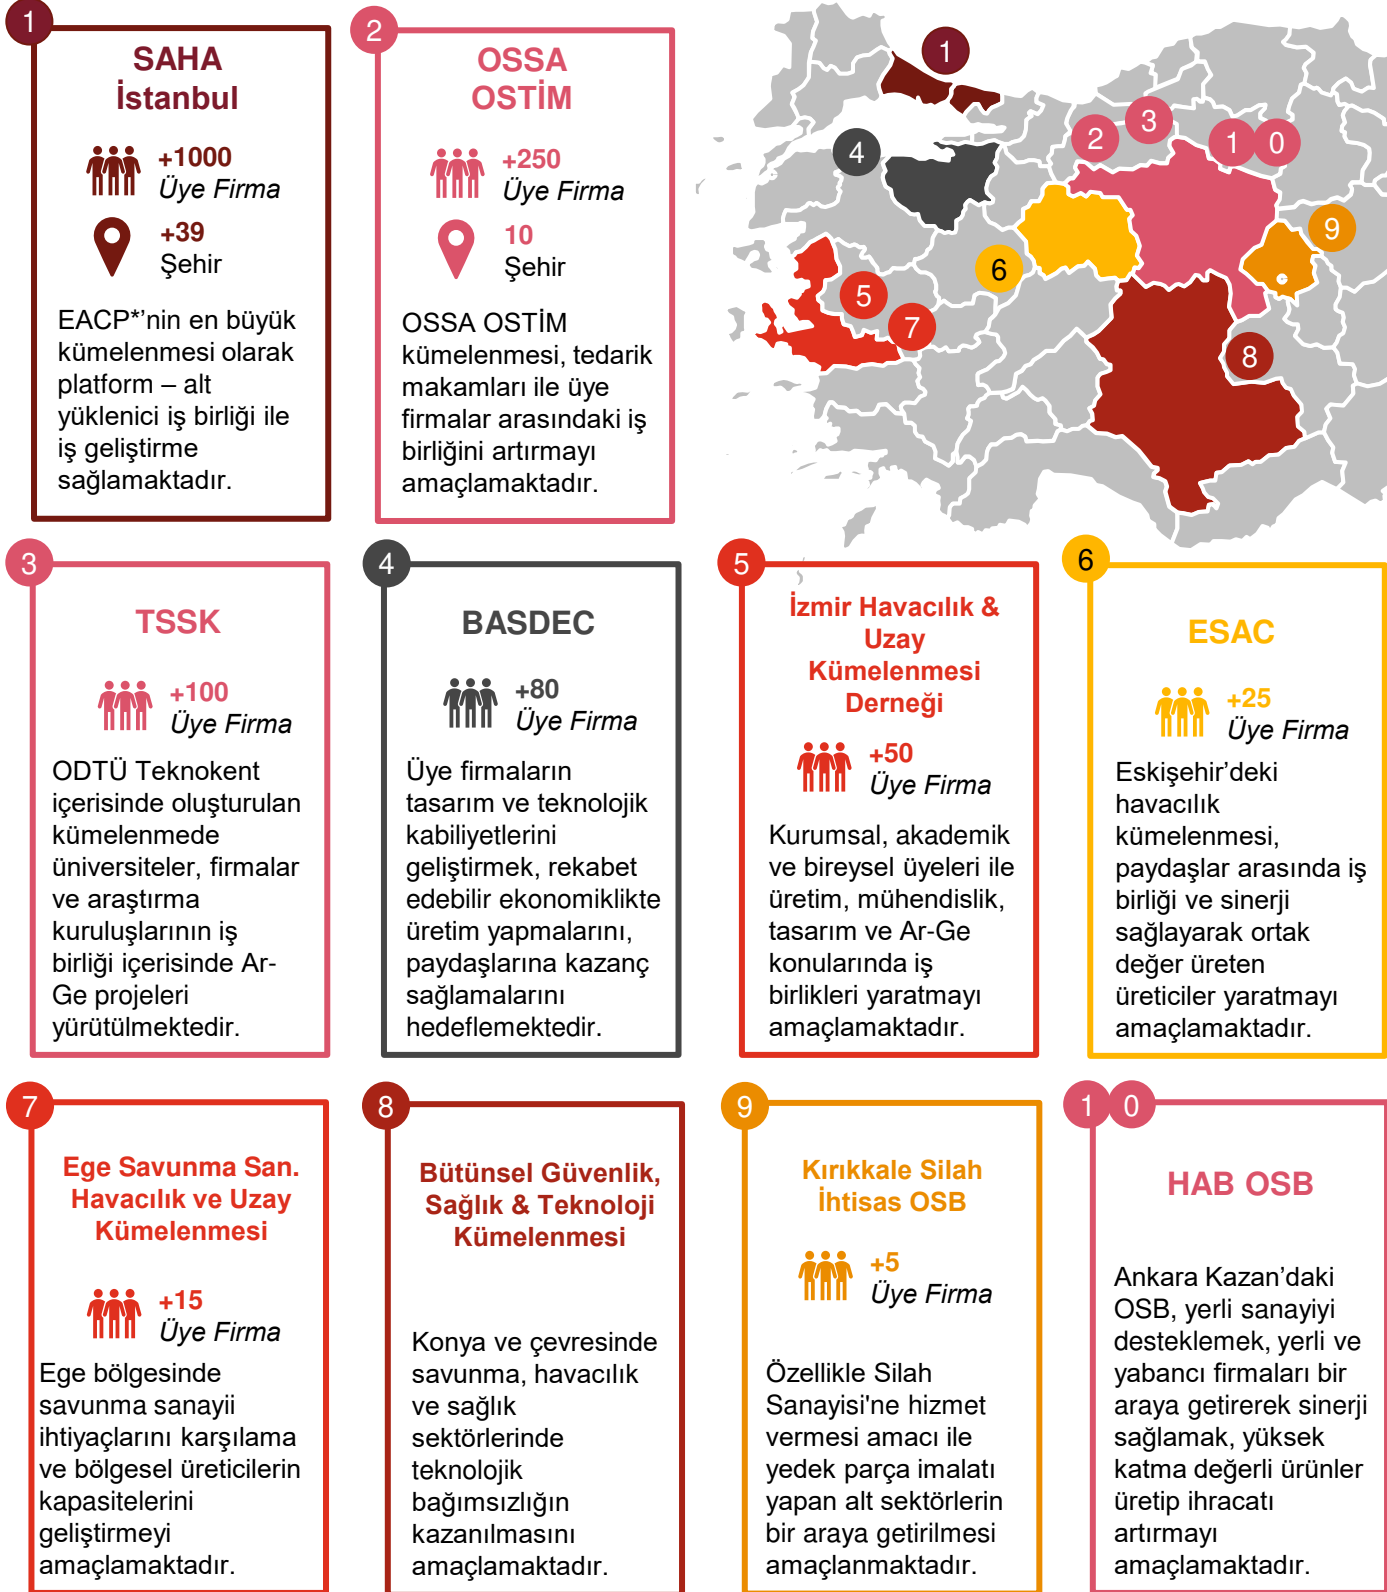 1
SAHA
İstanbul
+1000
Üye Firma
+39
Şehir
EACP*’nin en büyük
kümelenmesi olarak
platform – alt
yüklenici iş birliği ile
iş geliştirme
sağlamaktadır.
2
OSSA
OSTİM
+250
Üye Firma
10
Şehir
OSSA OSTİM
kümelenmesi, tedarik
makamları ile üye
firmalar arasındaki iş
birliğini artırmayı
amaçlamaktadır.
1
2
3
1 0
4
9
6
5
7
8
3
TSSK
+100
Üye Firma
ODTÜ Teknokent
içerisinde oluşturulan
kümelenmede
üniversiteler, firmalar
ve araştırma
kuruluşlarının iş
birliği içerisinde Ar-
Ge projeleri
yürütülmektedir.
4
BASDEC
+80
Üye Firma
Üye firmaların
tasarım ve teknolojik
kabiliyetlerini
geliştirmek, rekabet
edebilir ekonomiklikte
üretim yapmalarını,
paydaşlarına kazanç
sağlamalarını
hedeflemektedir.
5
İzmir Havacılık &
Uzay
Kümelenmesi
Derneği
+50
Üye Firma
Kurumsal, akademik
ve bireysel üyeleri ile
üretim, mühendislik,
tasarım ve Ar-Ge
konularında iş
birlikleri yaratmayı
amaçlamaktadır.
6
ESAC
+25
Üye Firma
Eskişehir’deki
havacılık
kümelenmesi,
paydaşlar arasında iş
birliği ve sinerji
sağlayarak ortak
değer üreten
üreticiler yaratmayı
amaçlamaktadır.
7
Ege Savunma San.
Havacılık ve Uzay
Kümelenmesi
+15
Üye Firma
Ege bölgesinde
savunma sanayii
ihtiyaçlarını karşılama
ve bölgesel üreticilerin
kapasitelerini
geliştirmeyi
amaçlamaktadır.
8
Bütünsel Güvenlik,
Sağlık & Teknoloji
Kümelenmesi
Konya ve çevresinde
savunma, havacılık
ve sağlık
sektörlerinde
teknolojik
bağımsızlığın
kazanılmasını
amaçlamaktadır.
9
Kırıkkale Silah
İhtisas OSB
+5
Üye Firma
Özellikle Silah
Sanayisi'ne hizmet
vermesi amacı ile
yedek parça imalatı
yapan alt sektörlerin
bir araya getirilmesi
amaçlanmaktadır.
1 0
HAB OSB
Ankara Kazan’daki
OSB, yerli sanayiyi
desteklemek, yerli ve
yabancı firmaları bir
araya getirerek sinerji
sağlamak, yüksek
katma değerli ürünler
üretip ihracatı
artırmayı
amaçlamaktadır.